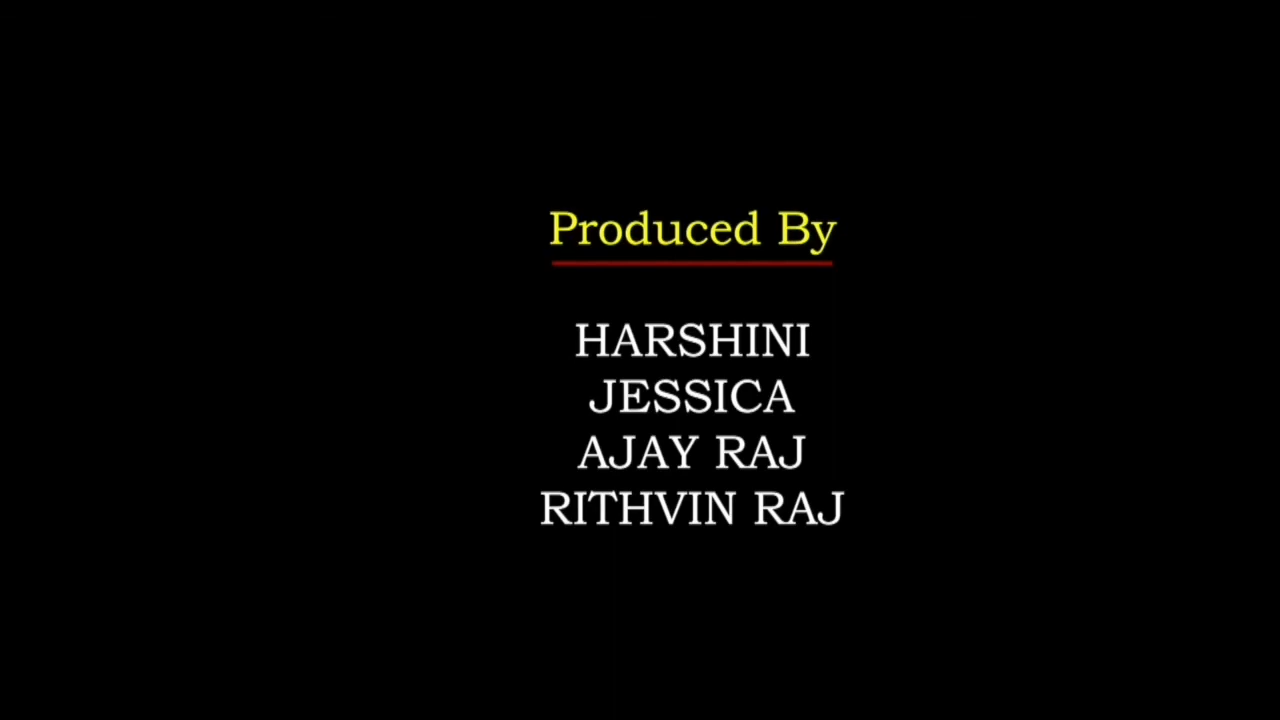 Produced By
HARSHINI
JESSICA
AJAY RAJ
RITHVIN RAJ